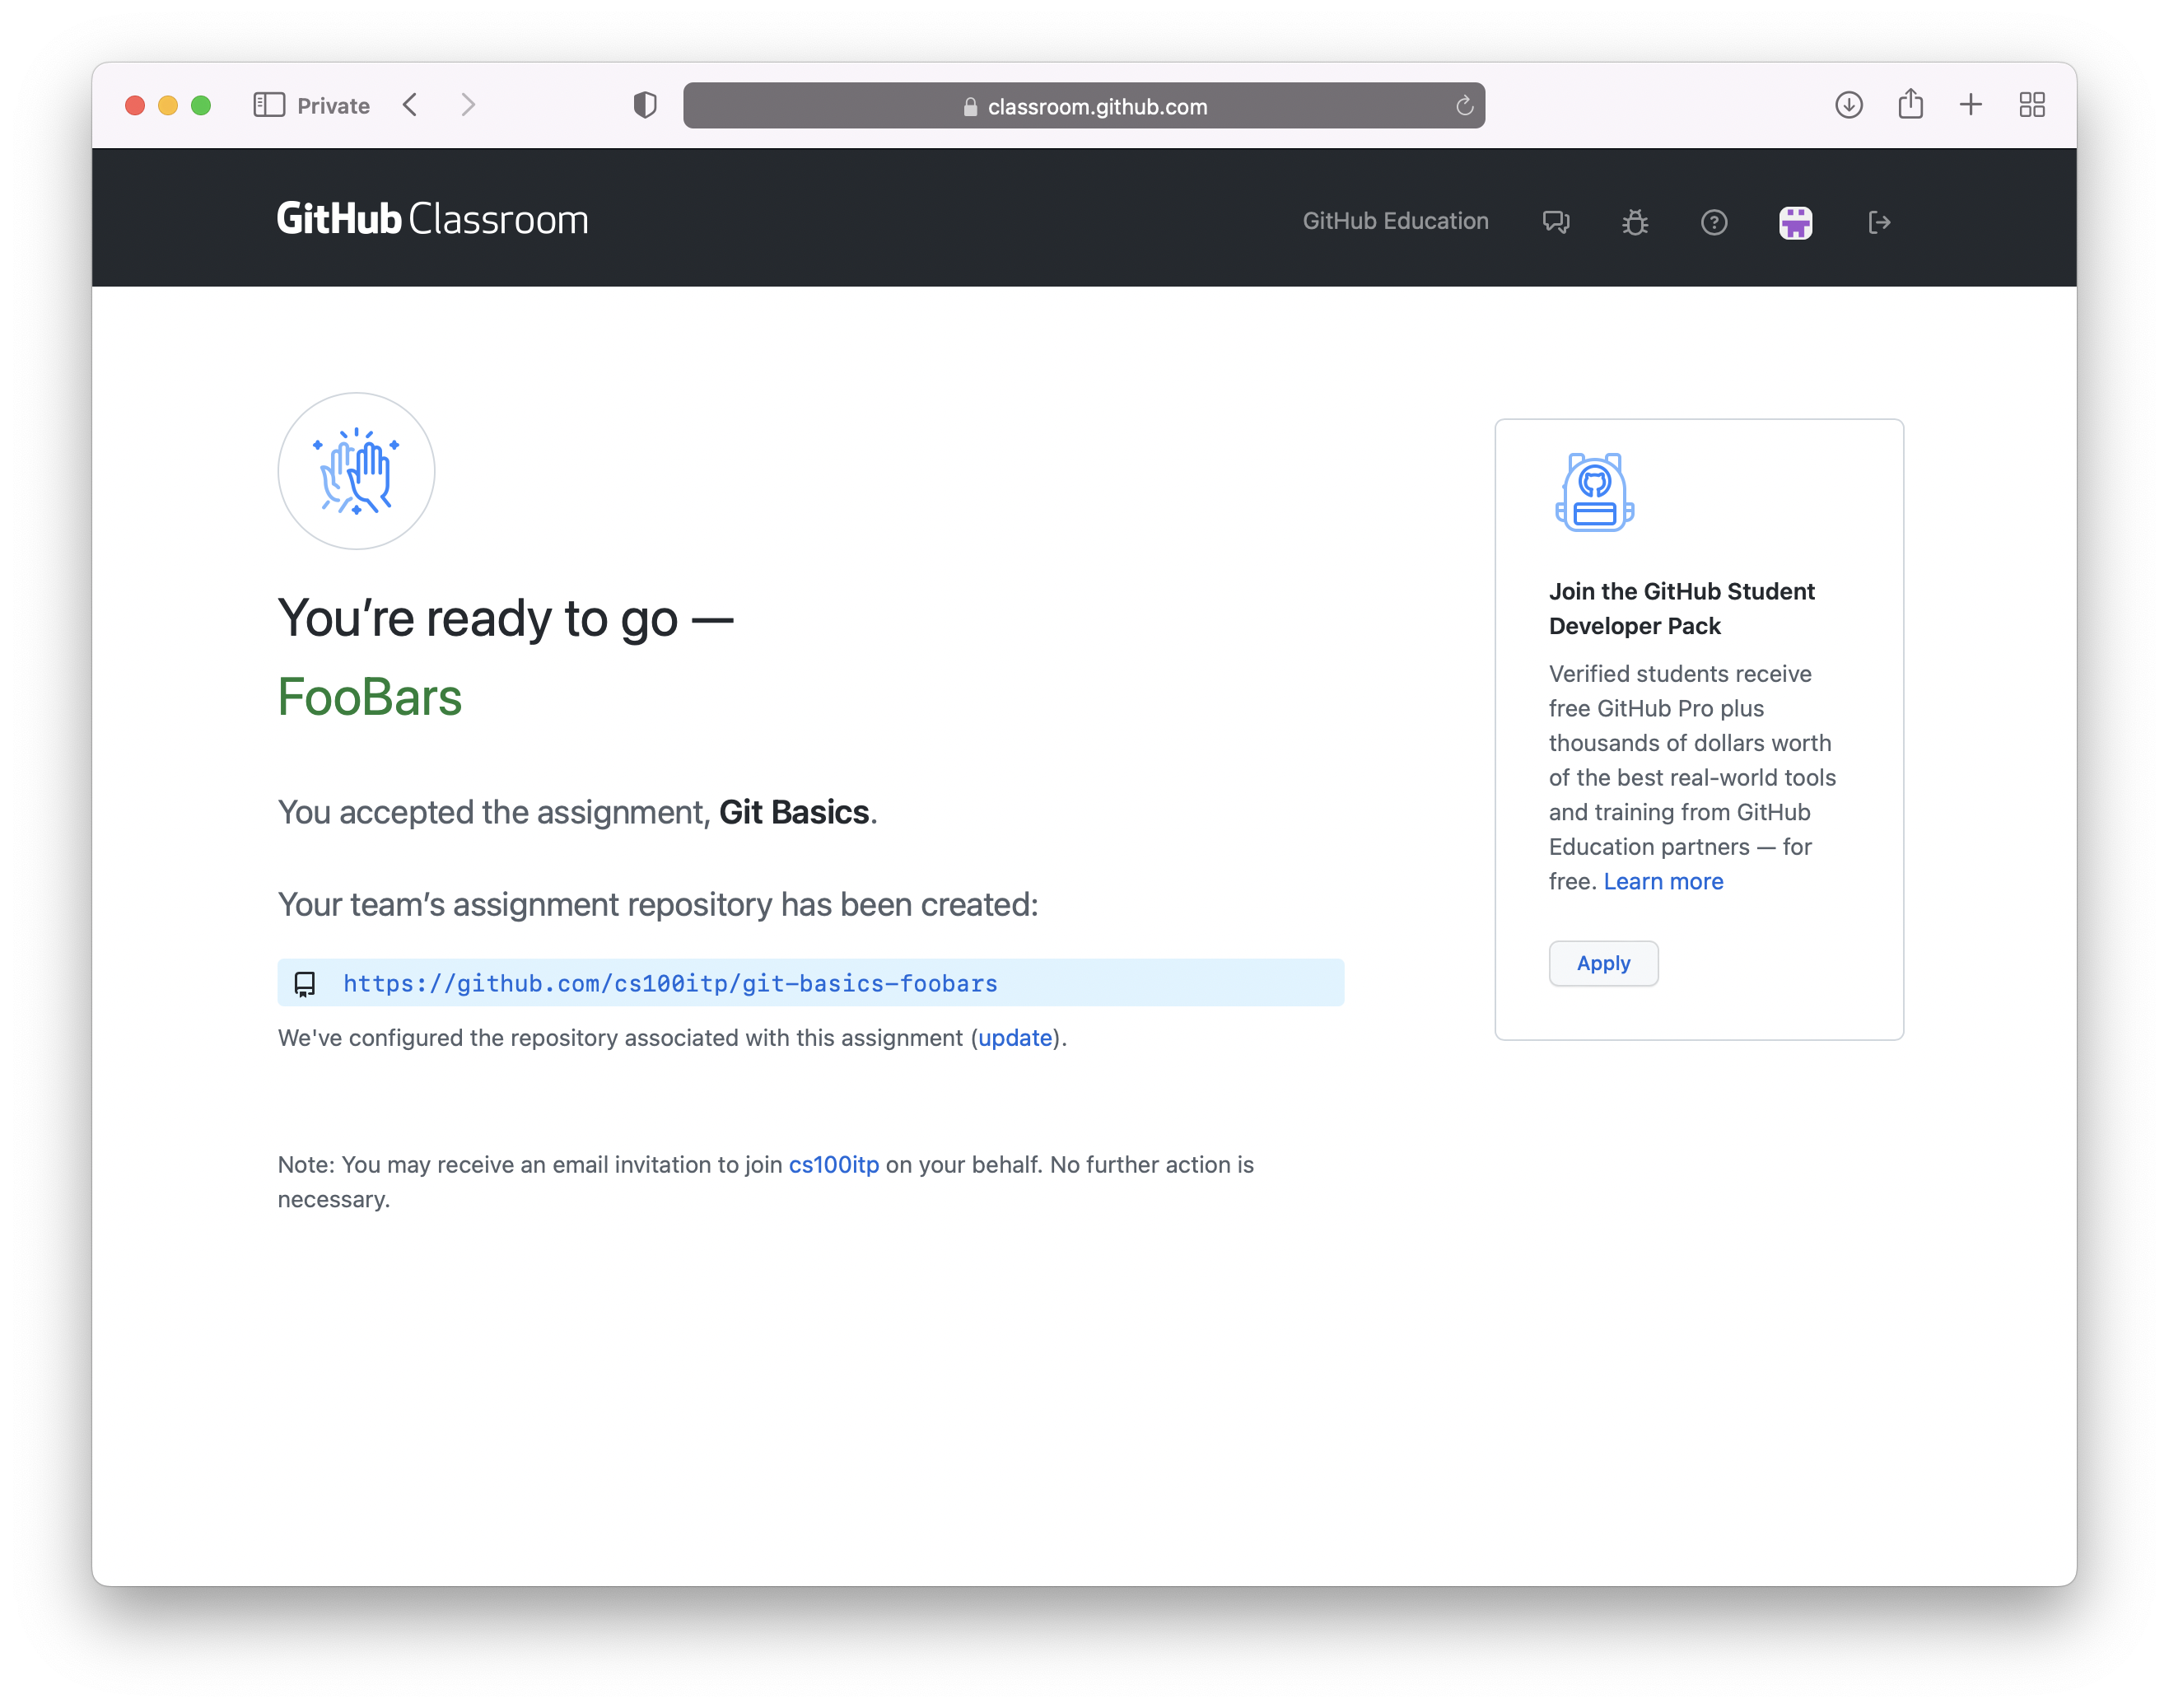 Private
classroom.github.com
GitHub Classroom
GitHub Education
You’re ready to go —
FooBars
You accepted the assignment, Git Basics.
Your team’s assignment repository has been created:
https://github.com/cs100itp/git-basics-foobars
We've configured the repository associated with this assignment (update).
Note: You may receive an email invitation to join cs100itp on your behalf. No further action is
necessary.
Join the GitHub Student
Developer Pack
Verified students receive
free GitHub Pro plus
thousands of dollars worth
of the best real-world tools
and training from GitHub
Education partners — for
free. Learn more
Apply